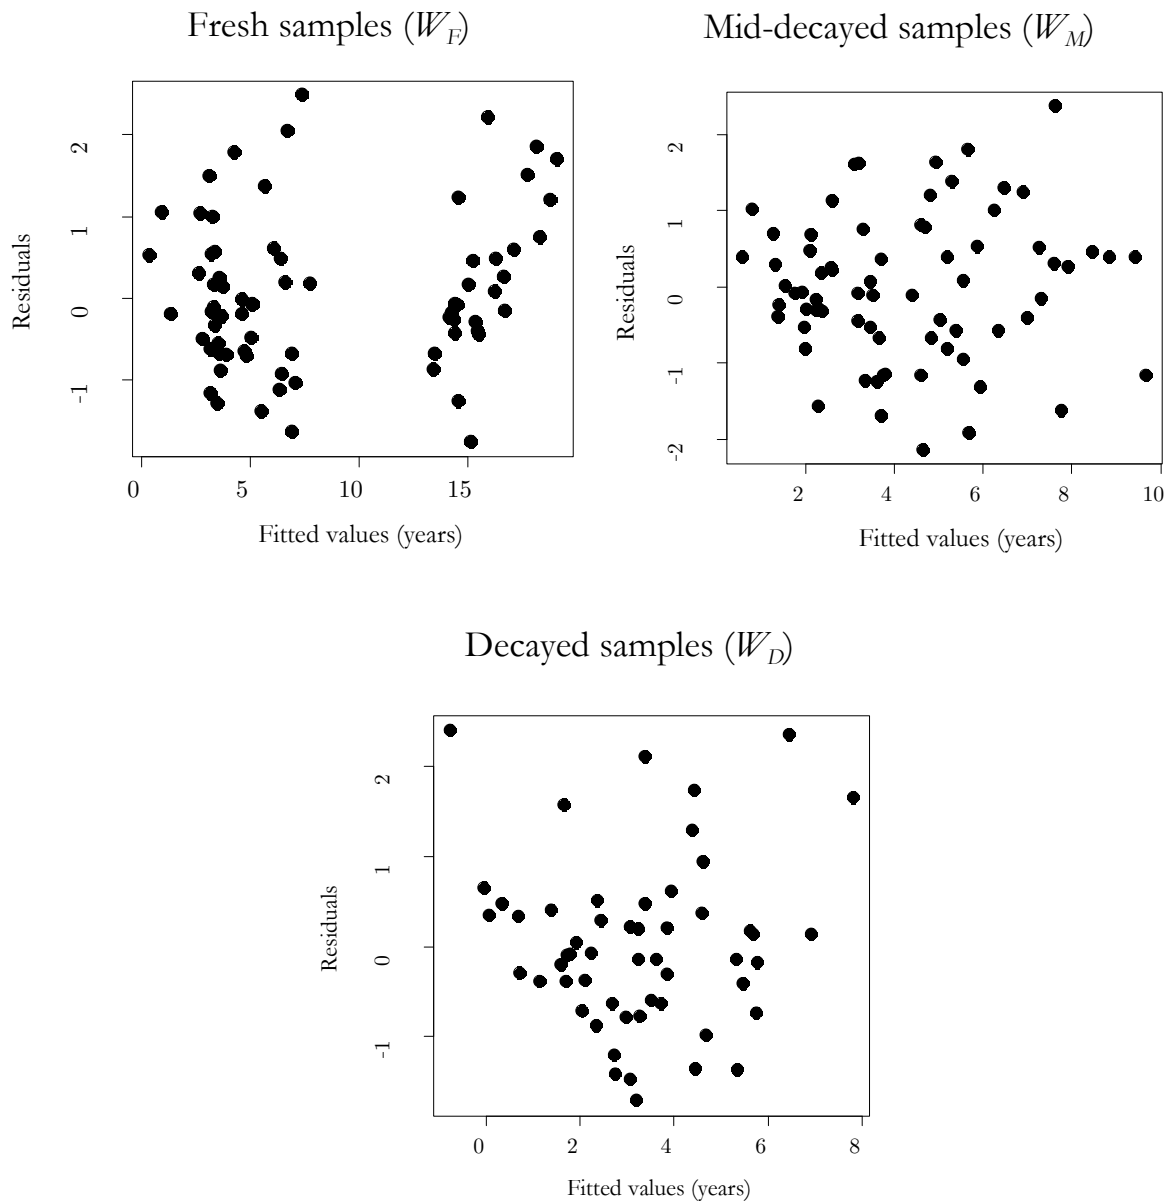 Fresh samples (W_F)
Mid-decayed samples (W_M)
Residuals
2
1
0
-1
0 5 10 15
Fitted values (years)
Residuals
2
1
0
-1
-2
2 4 6 8 10
Fitted values (years)
Decayed samples (W_D)
Residuals
2
1
0
-1
0 2 4 6 8
Fitted values (years)